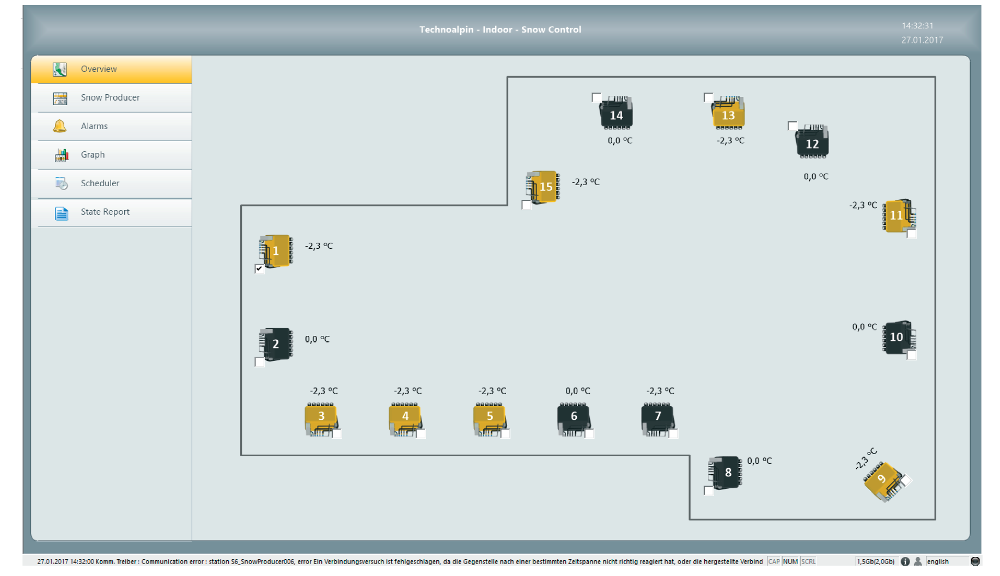 Technoalpin - Indoor - Snow Control
14:32:31
27.01.2017
Overview
Snow Producer
Alarms
Graph
Scheduler
State Report
14
0,0 °C
13
-2,3 °C
12
0,0 °C
15
-2,3 °C
-2,3 °C
11
1
-2,3 °C
2
0,0 °C
0,0 °C
10
-2,3 °C
-2,3 °C
-2,3 °C
0,0 °C
-2,3 °C
3
4
5
6
7
8
0,0 °C
-2,3 °C
9
27.01.2017 14:32:00 Komm. Treiber : Communication error : station S6_SnowProducer006, error Ein Verbindungsversuch ist fehlgeschlagen, da die Gegenstelle nach einer bestimmten Zeitspanne nicht richtig reagiert hat, oder die hergestellte Verbind
CAP NUM SCRL
1,5Gb(2,0Gb)
english